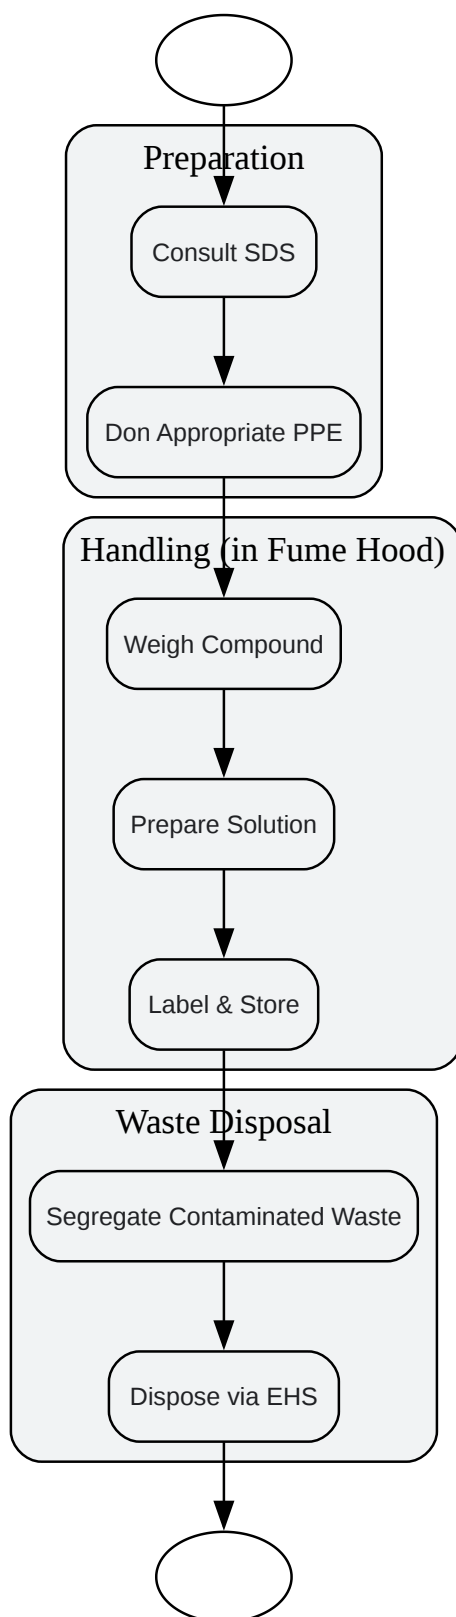 Preparation
Consult SDS
Don Appropriate PPE
Handling (in Fume Hood)
Weigh Compound
Prepare Solution
Label & Store
Waste Disposal
Segregate Contaminated Waste
Dispose via EHS